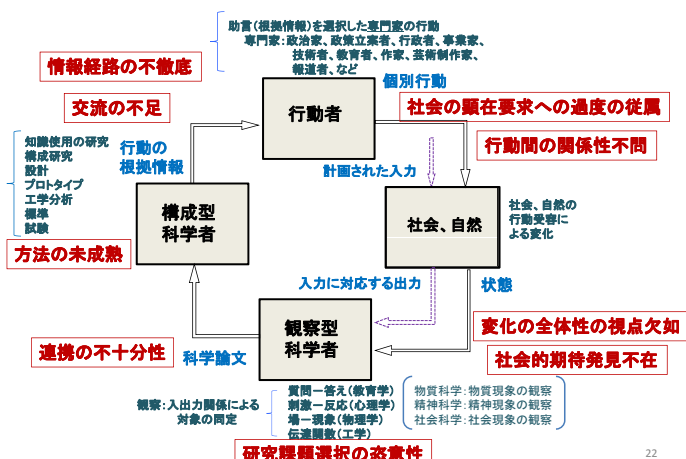 助言（根拠情報）を選択した専門家の行動
専門家：政治家、政策立案者、行政者、事業家、
技術者、教育者、作家、芸術制作家、
報道者、など
情報経路の不徹底
個別行動
交流の不足
行動者
社会の顕在要求への過度の従属
行動間の関係性不問
知識使用の研究
構成研究
設計
プロトタイプ
工学分析
標準
試験
行動の
根拠情報
計画された入力
構成型
科学者
社会、自然
社会、自然の
行動受容に
よる変化
方法の未成熟
入力に対応する出力
状態
観察型
科学者
変化の全体性の視点欠如
連携の不十分性
科学論文
社会的期待発見不在
観察：入出力関係による
対象の同定
質問ー答え（教育学）
刺激ー反応（心理学）
場ー現象（物理学）
伝達関数（工学）
物質科学：物質現象の観察
精神科学：精神現象の観察
社会科学：社会現象の観察
研究課題選択の恣意性
22